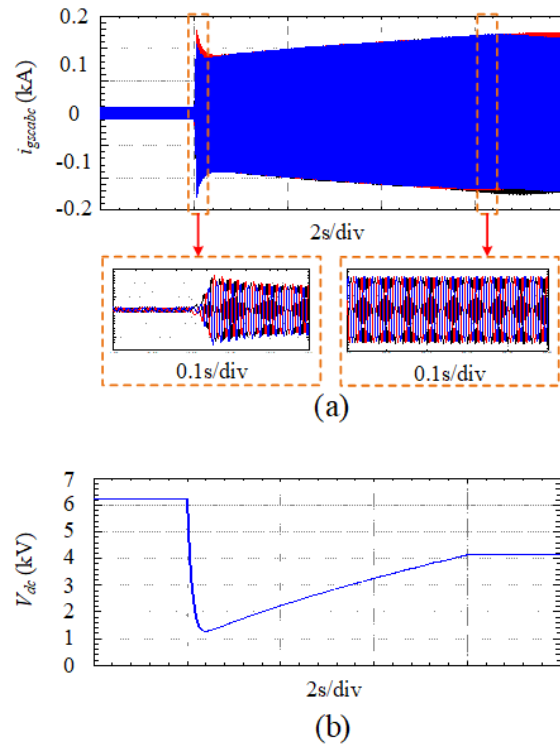 0.2
0.1
0
-0.1
-0.2
i_gscabc (kA)
2s/div
0.1s/div
0.1s/div
(a)
7
6
5
4
3
2
1
0
V_dc (kV)
2s/div
(b)